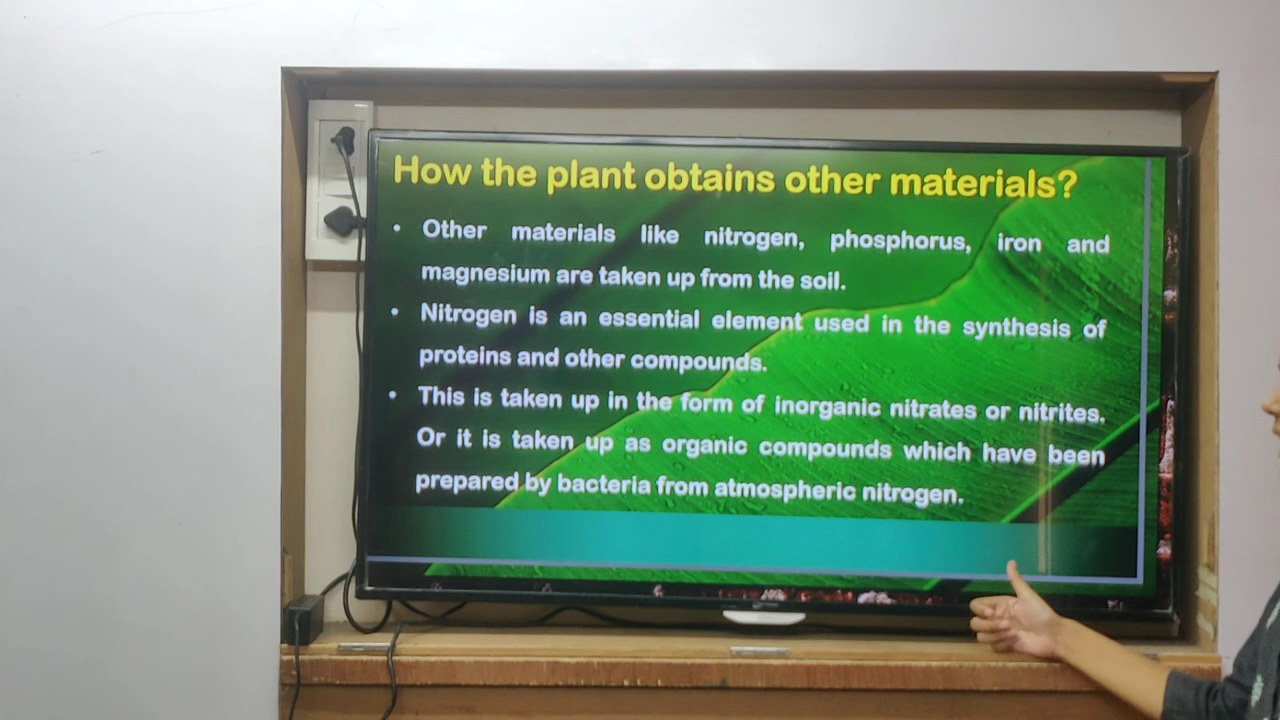 How the plant obtains other materials?
• Other materials like nitrogen, phosphorus, iron and
magnesium are taken up from the soil.
• Nitrogen is an essential element used in the synthesis of
proteins and other compounds.
• This is taken up in the form of inorganic nitrates or nitrites.
Or it is taken up as organic compounds which have been
prepared by bacteria from atmospheric nitrogen.